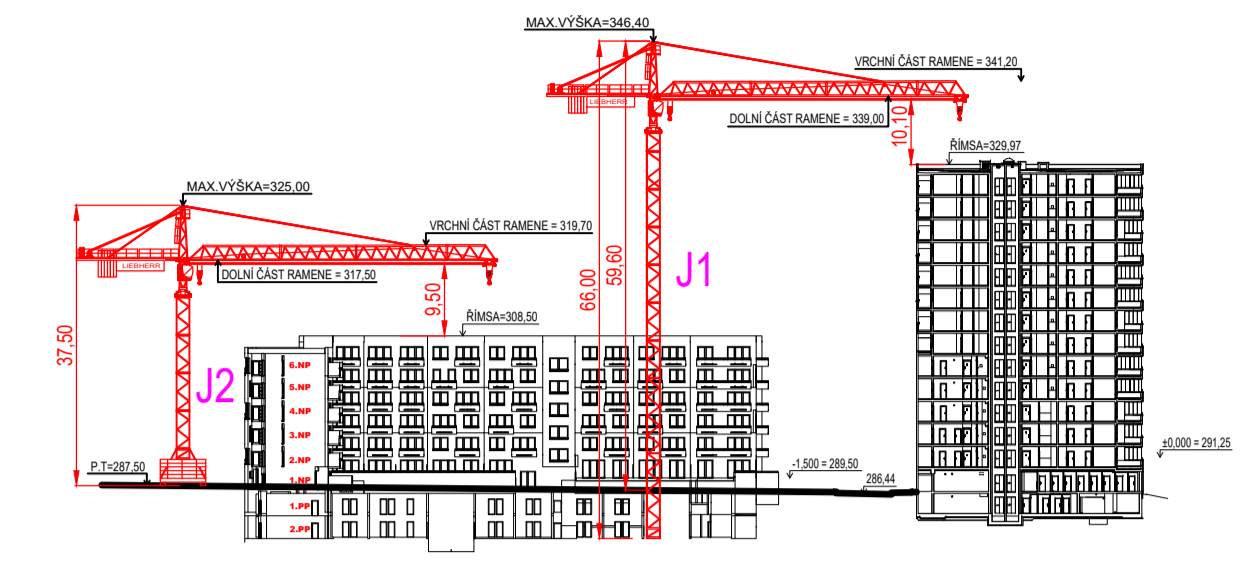 MAX.VÝŠKA=346,40
VRCHNÍ ČÁST RAMENE = 341,20
LIEBHERR
DOLNÍ ČÁST RAMENE = 339,00
10,10
ŘÍMSA=329,97
MAX.VÝŠKA=325,00
VRCHNÍ ČÁST RAMENE = 319,70
LIEBHERR
DOLNÍ ČÁST RAMENE = 317,50
9,50
66,00
59,60
J1
ŘÍMSA=308,50
37,50
J2
6.NP
5.NP
4.NP
3.NP
2.NP
1.NP
1.PP
2.PP
P.T=287,50
-1,500 = 289,50
286,44
±0,000 = 291,25